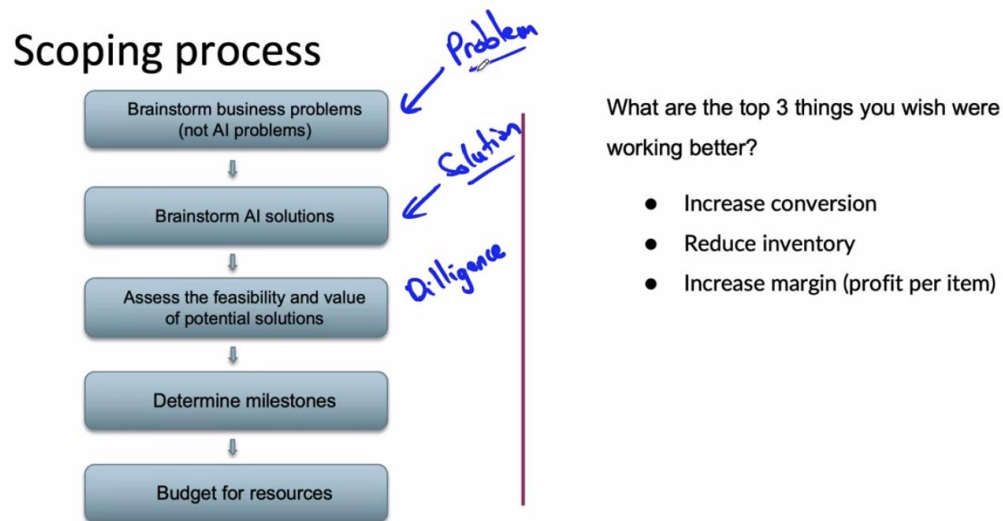 Scoping process
Problem
Brainstorm business problems
(not AI problems)
Solution
Brainstorm AI solutions
Dilligence
Assess the feasibility and value
of potential solutions
Determine milestones
Budget for resources
What are the top 3 things you wish were
working better?
● Increase conversion
● Reduce inventory
● Increase margin (profit per item)